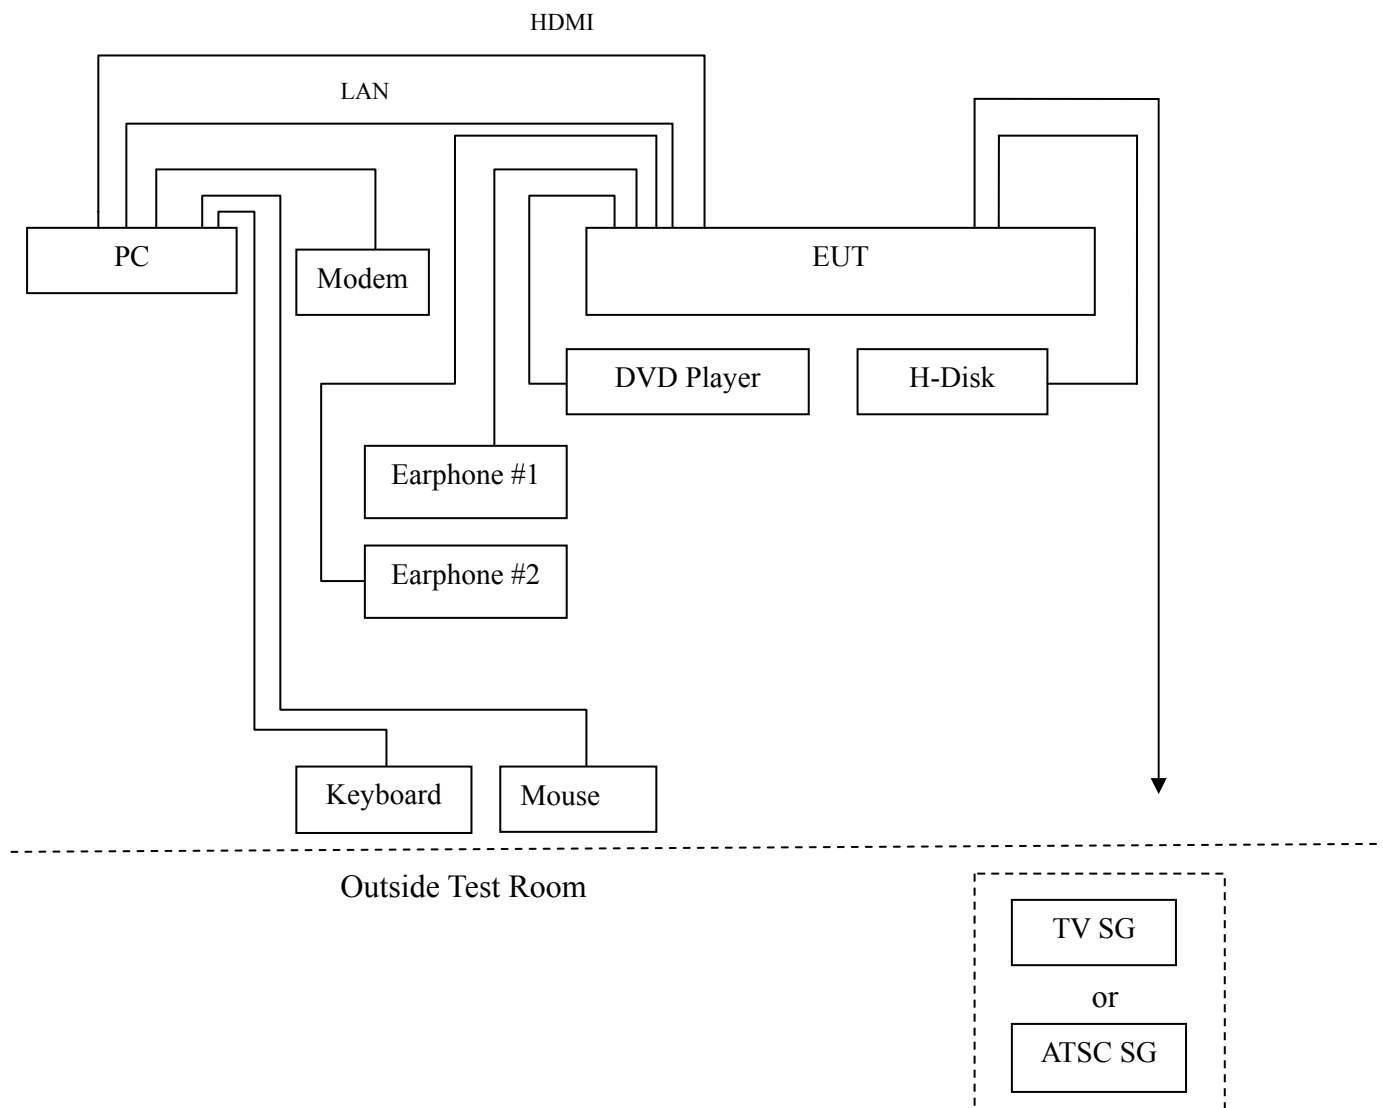 HDMI
LAN
PC
Modem
EUT
DVD Player
H-Disk
Earphone #1
Earphone #2
Keyboard
Mouse
Outside Test Room
TV SG
or
ATSC SG